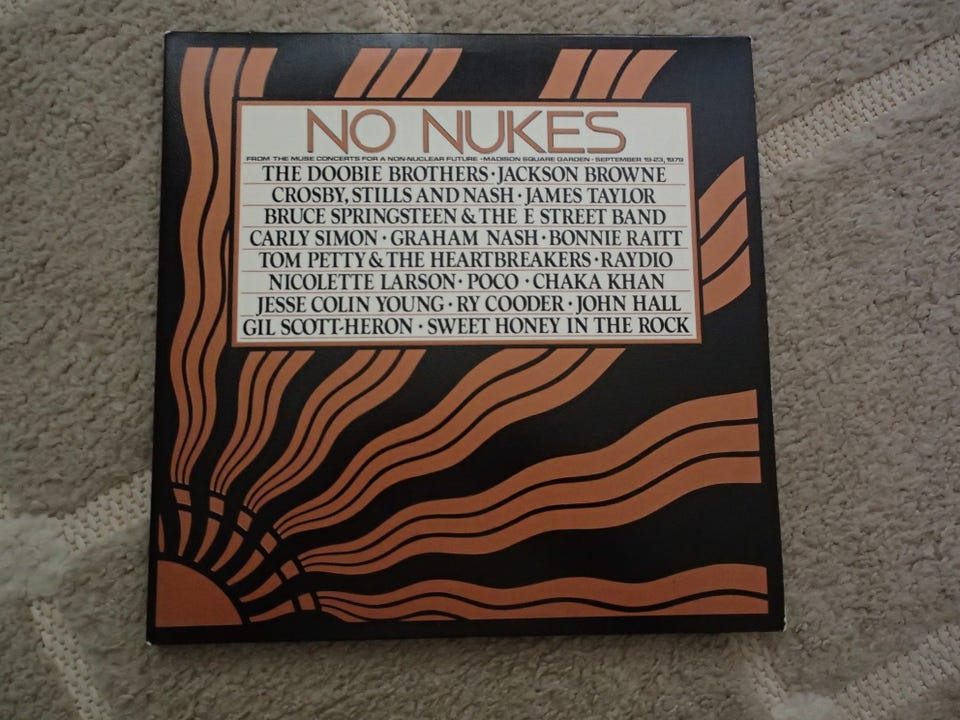 NO NUKES
FROM THE MUSE CONCERTS FOR A NON-NUCLEAR FUTURE · MADISON SQUARE GARDEN · SEPTEMBER 19-23, 1979
THE DOOBIE BROTHERS · JACKSON BROWNE
CROSBY, STILLS AND NASH · JAMES TAYLOR
BRUCE SPRINGSTEEN & THE E STREET BAND
CARLY SIMON · GRAHAM NASH · BONNIE RAITT
TOM PETTY & THE HEARTBREAKERS · RAYDIO
NICOLETTE LARSON · POCO · CHAKA KHAN
JESSE COLIN YOUNG · RY COODER · JOHN HALL
GIL SCOTT-HERON · SWEET HONEY IN THE ROCK